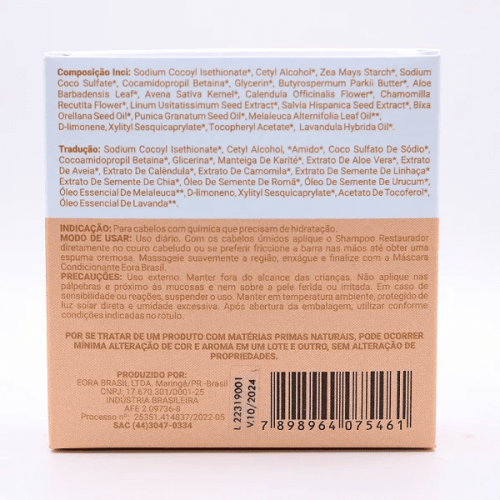 Composição Inci: Sodium Cocoyl Isethionate*, Cetyl Alcohol*, Zea Mays Starch*, Sodium
Coco Sulfate*, Cocamidopropil Betaina*, Glycerin*, Butyrospermum Parkii Butter*, Aloe
Barbadensis Leaf*, Avena Sativa Kernel*, Calendula Officinalis Flower*, Chamomilla
Recutita Flower*, Linum Usitatissimum Seed Extract*, Salvia Hispanica Seed Extract*, Bixa
Orellana Seed Oil*, Punica Granatum Seed Oil*, Melaleuca Alternifolia Leaf Oil**,
D-limonene, Xylityl Sesquicaprylate*, Tocopheryl Acetate*, Lavandula Hybrida Oil*.
Tradução: Sodium Cocoyl Isethionate*, Cetyl Alcohol, *Amido*, Coco Sulfato De Sódio*,
Cocoamidopropil Betaina*, Glicerina*, Manteiga De Karité*, Extrato De Aloe Vera*, Extrato
De Aveia*, Extrato De Calêndula*, Extrato De Camomila*, Extrato De Semente De Linhaça*
Extrato De Semente De Chia*, Óleo De Semente De Romã*, Óleo De Semente De Urucum*,
Óleo Essencial De Melaleuca**, D-limoneno, Xylityl Sesquicaprylate*, Acetato De Tocoferol*,
Óleo Essencial De Lavanda**.
INDICAÇÃO: Para cabelos com química que precisam de hidratação.
MODO DE USAR: Uso diário. Com os cabelos úmidos aplique o Shampoo Restaurador
diretamente no couro cabeludo ou se preferir friccione a barra nas mãos até obter uma
espuma cremosa. Massageie suavemente a região, enxágue e finalize com a Máscara
Condicionante Eora Brasil.
PRECAUÇÕES: Uso externo. Manter fora do alcance das crianças. Não aplique nas
pálpebras e próximo às mucosas e nem sobre a pele ferida ou irritada. Em caso de
sensibilidade ou reações, suspender o uso. Manter em temperatura ambiente, protegido de
luz solar direta e umidade excessiva. Após abertura da embalagem, utilizar conforme
condições indicadas no rótulo.
POR SE TRATAR DE UM PRODUTO COM MATÉRIAS PRIMAS NATURAIS, PODE OCORRER
MÍNIMA ALTERAÇÃO DE COR E AROMA EM UM LOTE E OUTRO, SEM ALTERAÇÃO DE
PROPRIEDADES.
PRODUZIDO POR:
EORA BRASIL LTDA. Maringá/PR-Brasil
CNPJ: 17.670.301/0001-25
INDÚSTRIA BRASILEIRA
AFE 2.09736-8
Processo nº: 25351.414837/2022-05
SAC (44)3047-0334
L 22319001
V.10/2024
7 898964 075461